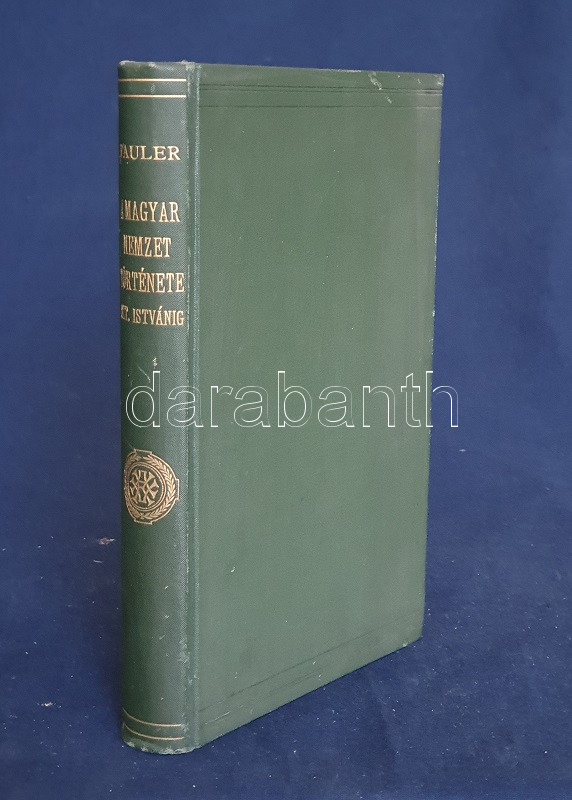 PAULER
A MAGYAR
NEMZET
TÖRTÉNETE
SZT. ISTVÁNIG
darabanth